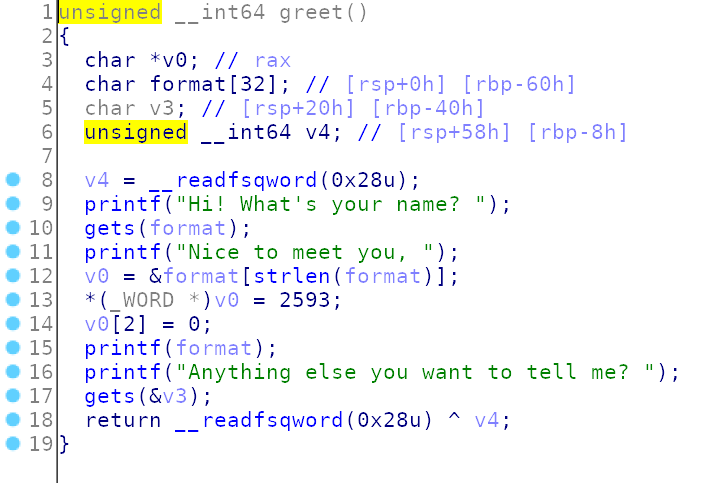 1 unsigned __int64 greet()
2 {
3   char *v0; // rax
4   char format[32]; // [rsp+0h] [rbp-60h]
5   char v3; // [rsp+20h] [rbp-40h]
6   unsigned __int64 v4; // [rsp+58h] [rbp-8h]
7
8   v4 = __readfsqword(0x28u);
9   printf("Hi! What's your name? ");
10   gets(format);
11   printf("Nice to meet you, ");
12   v0 = &format[strlen(format)];
13   *(_WORD *)v0 = 2593;
14   v0[2] = 0;
15   printf(format);
16   printf("Anything else you want to tell me? ");
17   gets(&v3);
18   return __readfsqword(0x28u) ^ v4;
19 }